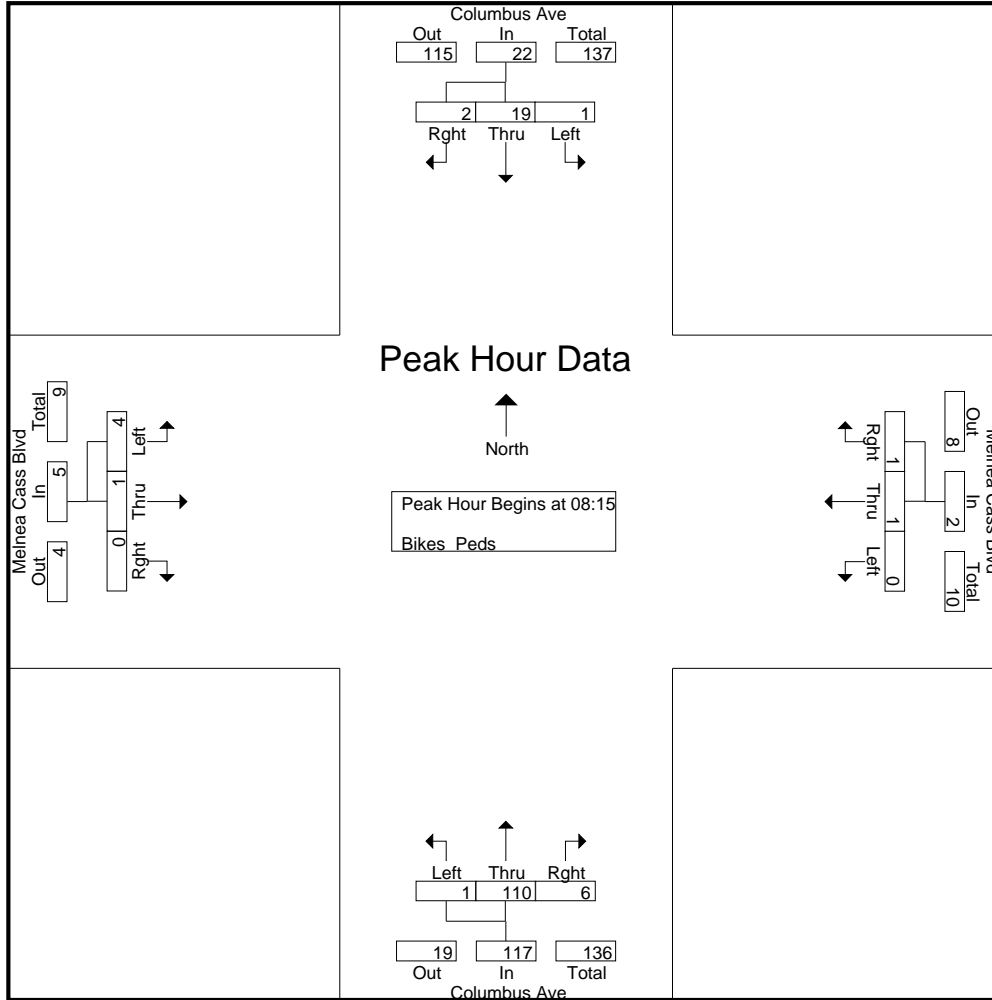 Columbus Ave
Out In Total
115 22 137
2 19 1
Rght Thru Left
Peak Hour Data
North
Peak Hour Begins at 08:15
Bikes Peds
Melnea Cass Blvd
Total In Out
9 5 4
4 1 0
Left Thru Rght
Rght Thru Left
1 1 0
8 2 10
Out In Total
Melnea Cass Blvd
Left Thru Rght
1 110 6
19 117 136
Out In Total
Columbus Ave